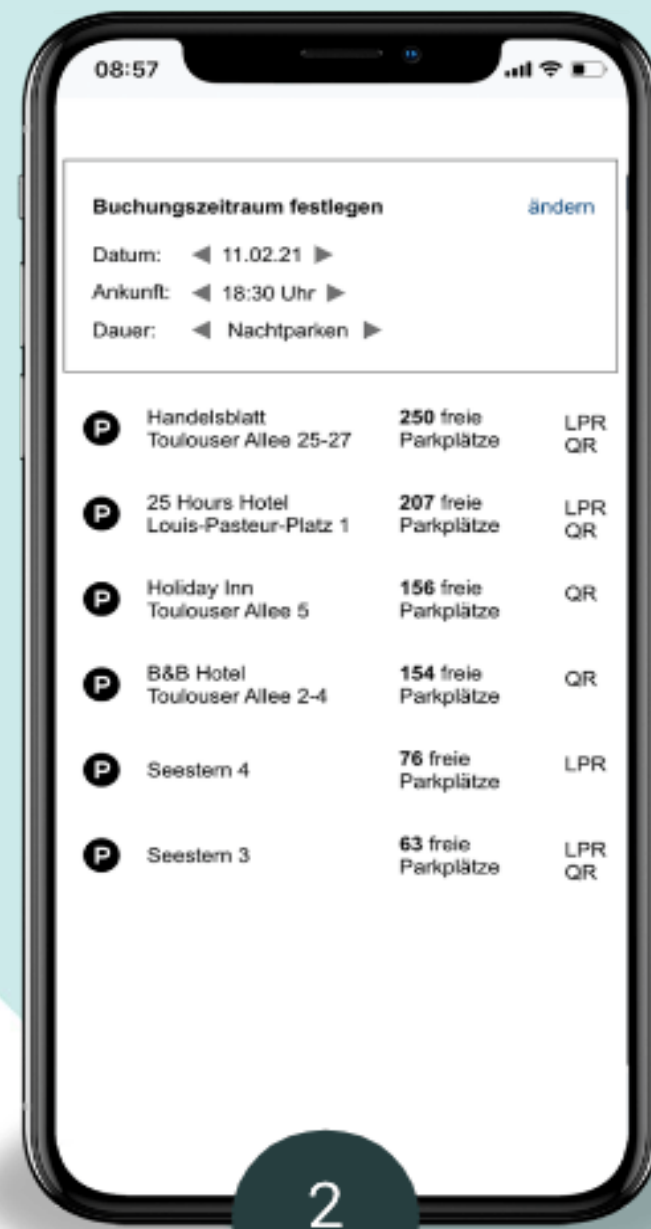 08:57
Buchungszeitraum festlegen ändern
Datum: ◀ 11.02.21 ▶
Ankunft: ◀ 18:30 Uhr ▶
Dauer: ◀ Nachtparken ▶
P Handelsblatt 250 freie LPR
Toulouser Allee 25-27 Parkplätze QR
P 25 Hours Hotel 207 freie LPR
Louis-Pasteur-Platz 1 Parkplätze QR
P Holiday Inn 156 freie QR
Toulouser Allee 5 Parkplätze
P B&B Hotel 154 freie QR
Toulouser Allee 2-4 Parkplätze
P Seestern 4 76 freie LPR
Parkplätze
P Seestern 3 63 freie LPR
Parkplätze QR
2